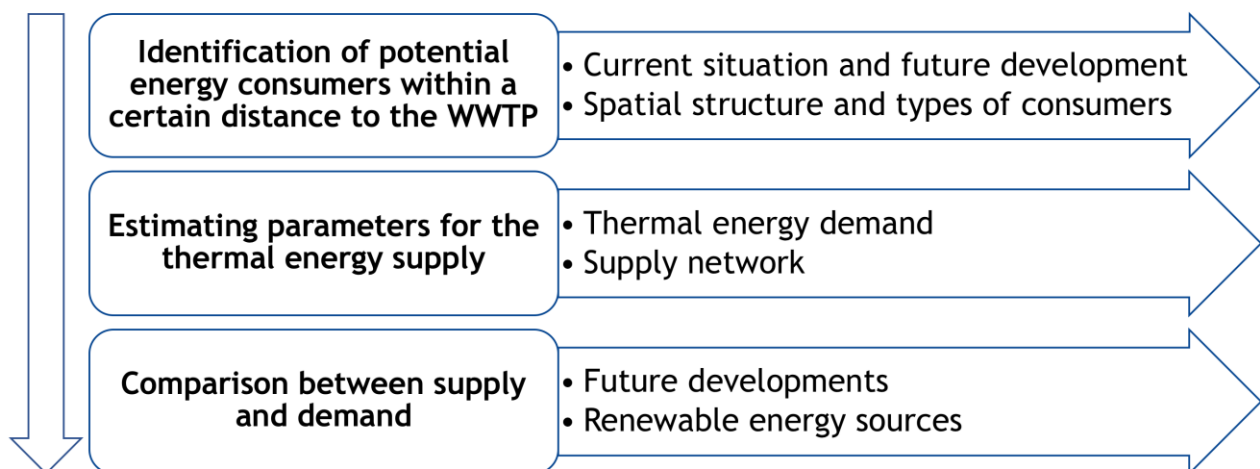 Identification of potential
energy consumers within a
certain distance to the WWTP
• Current situation and future development
• Spatial structure and types of consumers
Estimating parameters for the
thermal energy supply
• Thermal energy demand
• Supply network
Comparison between supply
and demand
• Future developments
• Renewable energy sources